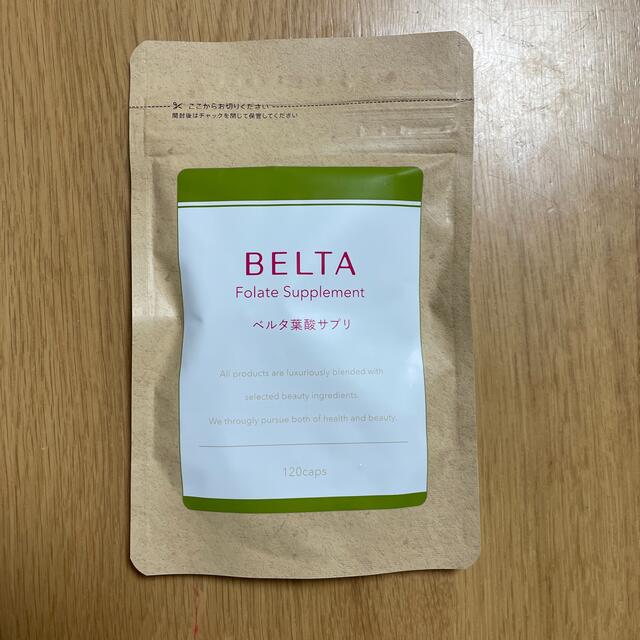 ここからお切りください
開封後はチャックを閉じて保管してください
BELTA
Folate Supplement
ベルタ葉酸サプリ
All products are luxuriously blended with
selected beauty ingredients.
We througly pursue both of health and beauty.
120caps